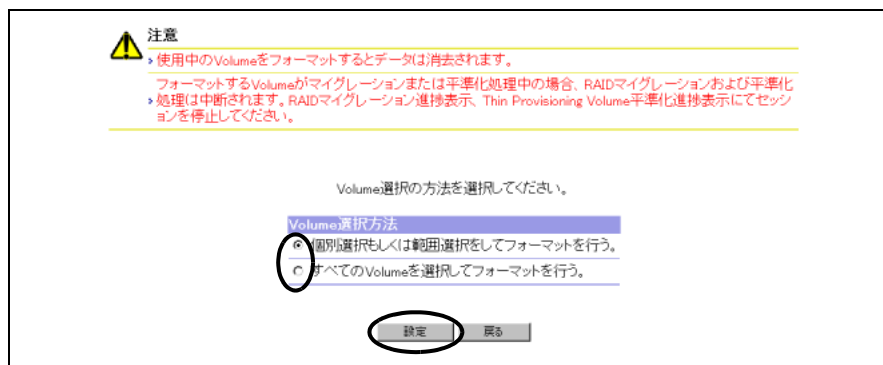 注意
使用中のVolumeをフォーマットするとデータは消去されます。
フォーマットするVolumeがマイグレーションまたは平準化処理中の場合、RAIDマイグレーションおよび平準化
処理は中断されます。RAIDマイグレーション進捗表示、Thin Provisioning Volume平準化進捗表示にてセッシ
ョンを停止してください。
Volume選択の方法を選択してください。
Volume選択方法
個別選択もしくは範囲選択をしてフォーマットを行う。
すべてのVolumeを選択してフォーマットを行う。
設定 戻る